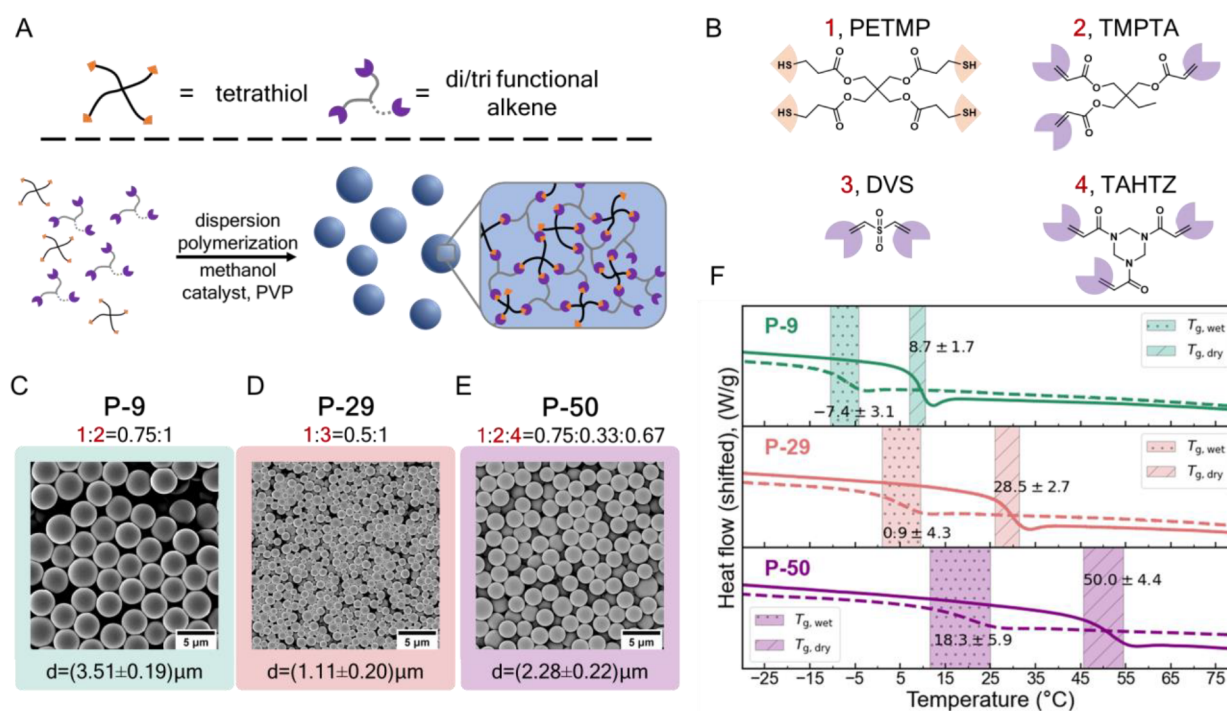 A
= tetrathiol
= di/tri functional
alkene
dispersion
polymerization
methanol
catalyst, PVP
B
1, PETMP
HS
O
O
O
O
SH
HS
O
O
O
O
SH
2, TMPTA
O
O
O
O
O
O
3, DVS
O
S
O
4, TAHTZ
O
O
N
N
N
O
C
P-9
1:2=0.75:1
5 μm
d=(3.51±0.19)μm
D
P-29
1:3=0.5:1
5 μm
d=(1.11±0.20)μm
E
P-50
1:2:4=0.75:0.33:0.67
5 μm
d=(2.28±0.22)μm
F
Heat flow (shifted), (W/g)
P-9
8.7 ± 1.7
−7.4 ± 3.1
Tg, wet
Tg, dry
P-29
28.5 ± 2.7
0.9 ± 4.3
Tg, wet
Tg, dry
P-50
50.0 ± 4.4
18.3 ± 5.9
Tg, wet
Tg, dry
−25 −15 −5 5 15 25 35 45 55 65 75
Temperature (°C)